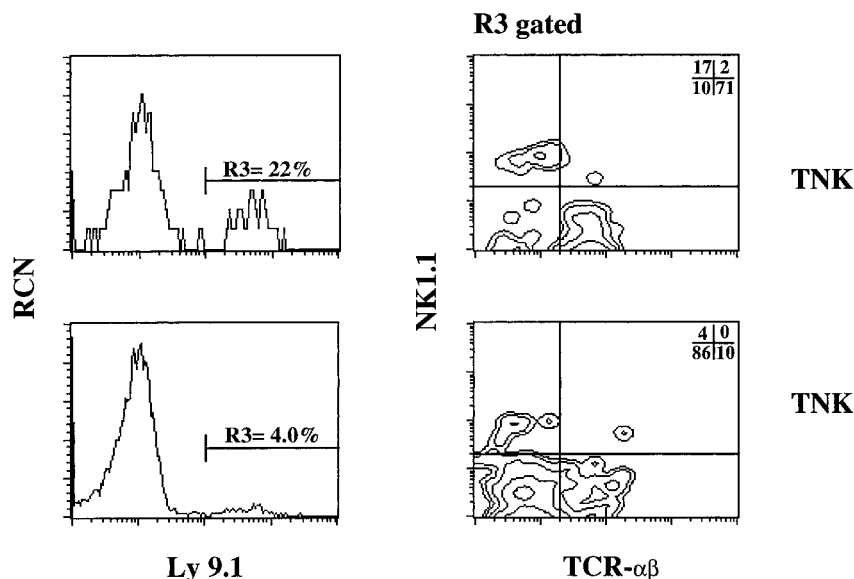 R3 gated
17 2
10 71
R3= 22%
TNK
RCN
NK1.1
4 0
86 10
R3= 4.0%
TNK
Ly 9.1
TCR-αβ